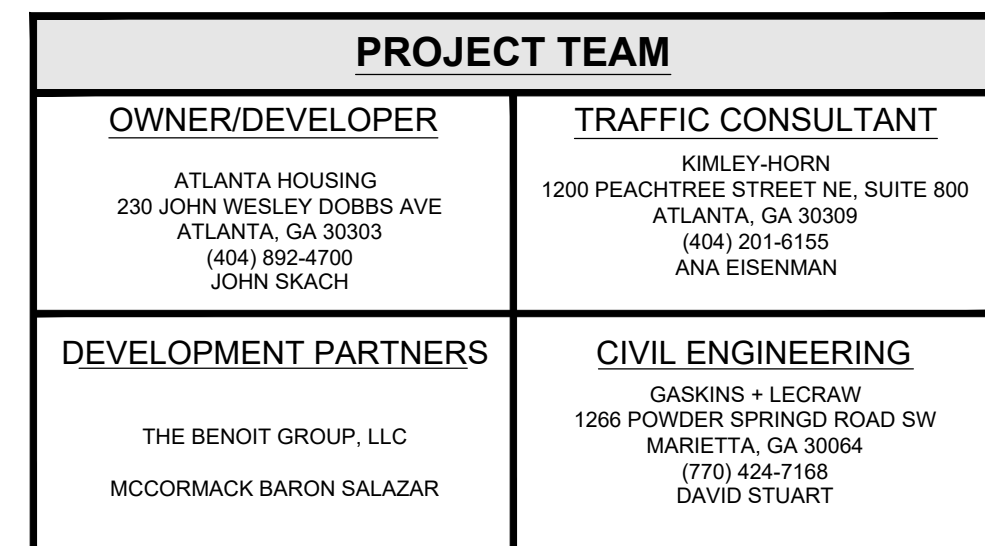 PROJECT TEAM
OWNER/DEVELOPER
ATLANTA HOUSING
230 JOHN WESLEY DOBBS AVE
ATLANTA, GA 30303
(404) 892-4700
JOHN SKACH
TRAFFIC CONSULTANT
KIMLEY-HORN
1200 PEACHTREE STREET NE, SUITE 800
ATLANTA, GA 30309
(404) 201-6155
ANA EISENMAN
DEVELOPMENT PARTNERS
THE BENOIT GROUP, LLC
MCCORMACK BARON SALAZAR
CIVIL ENGINEERING
GASKINS + LECRAW
1266 POWDER SPRINGD ROAD SW
MARIETTA, GA 30064
(770) 424-7168
DAVID STUART